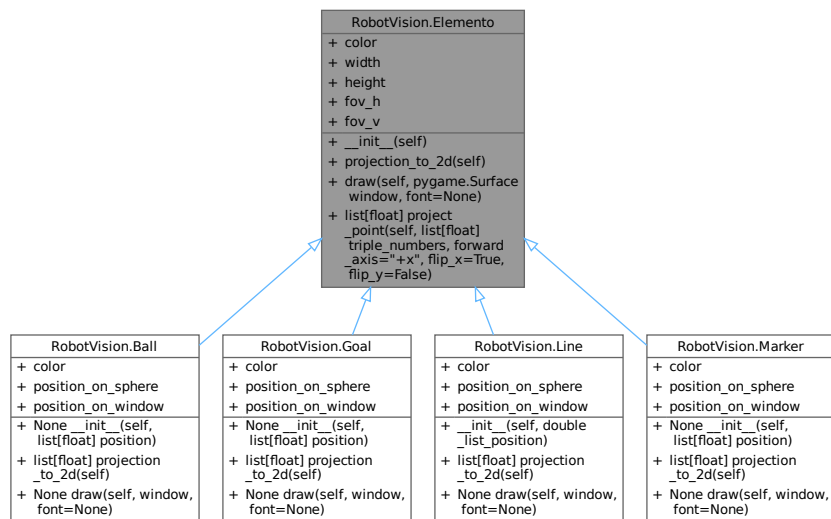 RobotVision.Elemento
+ color
+ width
+ height
+ fov_h
+ fov_v
+ __init__(self)
+ projection_to_2d(self)
+ draw(self, pygame.Surface
window, font=None)
+ list[float] project
_point(self, list[float]
triple_numbers, forward
_axis="+x", flip_x=True,
flip_y=False)
RobotVision.Ball
+ color
+ position_on_sphere
+ position_on_window
+ None __init__(self,
list[float] position)
+ list[float] projection
_to_2d(self)
+ None draw(self, window,
font=None)
RobotVision.Goal
+ color
+ position_on_sphere
+ position_on_window
+ None __init__(self,
list[float] position)
+ list[float] projection
_to_2d(self)
+ None draw(self, window,
font=None)
RobotVision.Line
+ color
+ position_on_sphere
+ position_on_window
+ __init__(self, double
_list_position)
+ list[float] projection
_to_2d(self)
+ None draw(self, window,
font=None)
RobotVision.Marker
+ color
+ position_on_sphere
+ position_on_window
+ None __init__(self,
list[float] position)
+ list[float] projection
_to_2d(self)
+ None draw(self, window,
font=None)